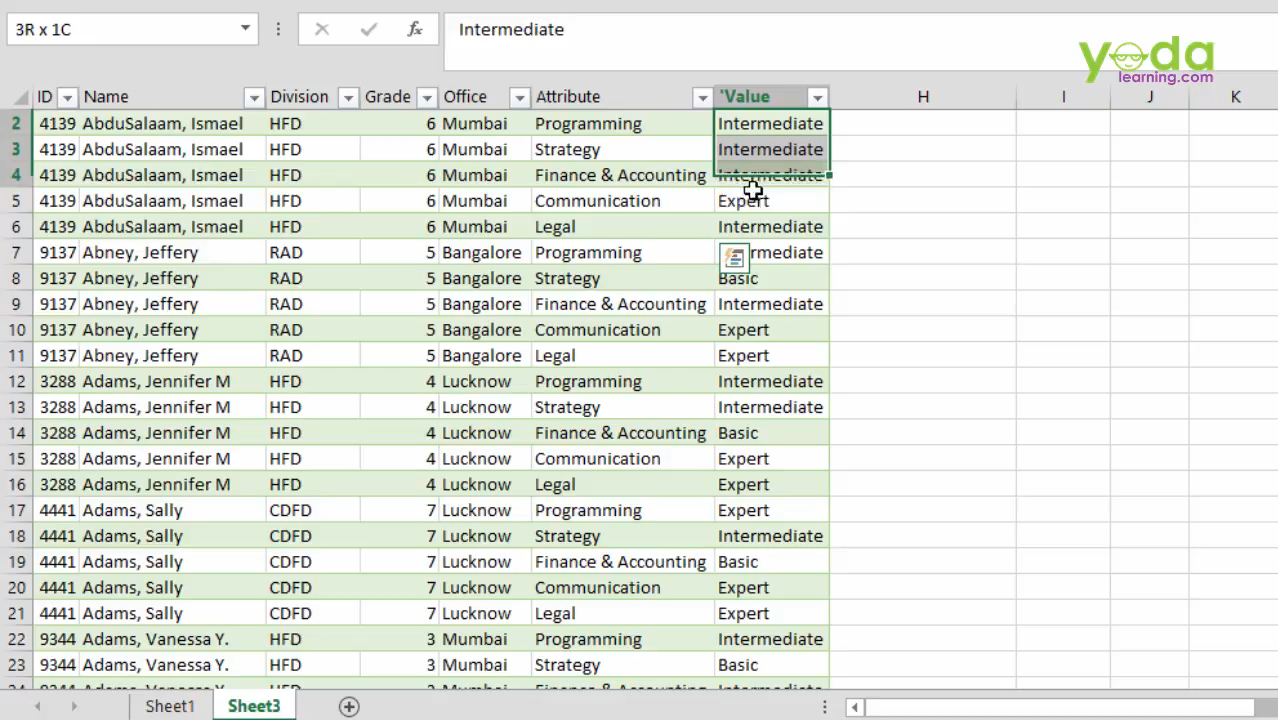 3R x 1C fx Intermediate
yoda
learning.com
ID Name Division Grade Office Attribute 'Value H I J K
2 4139 AbduSalaam, Ismael HFD 6 Mumbai Programming Intermediate
3 4139 AbduSalaam, Ismael HFD 6 Mumbai Strategy Intermediate
4 4139 AbduSalaam, Ismael HFD 6 Mumbai Finance & Accounting Intermediate
5 4139 AbduSalaam, Ismael HFD 6 Mumbai Communication Expert
6 4139 AbduSalaam, Ismael HFD 6 Mumbai Legal Intermediate
7 9137 Abney, Jeffery RAD 5 Bangalore Programming rmediate
8 9137 Abney, Jeffery RAD 5 Bangalore Strategy Basic
9 9137 Abney, Jeffery RAD 5 Bangalore Finance & Accounting Intermediate
10 9137 Abney, Jeffery RAD 5 Bangalore Communication Expert
11 9137 Abney, Jeffery RAD 5 Bangalore Legal Expert
12 3288 Adams, Jennifer M HFD 4 Lucknow Programming Intermediate
13 3288 Adams, Jennifer M HFD 4 Lucknow Strategy Intermediate
14 3288 Adams, Jennifer M HFD 4 Lucknow Finance & Accounting Basic
15 3288 Adams, Jennifer M HFD 4 Lucknow Communication Expert
16 3288 Adams, Jennifer M HFD 4 Lucknow Legal Expert
17 4441 Adams, Sally CDFD 7 Lucknow Programming Expert
18 4441 Adams, Sally CDFD 7 Lucknow Strategy Intermediate
19 4441 Adams, Sally CDFD 7 Lucknow Finance & Accounting Basic
20 4441 Adams, Sally CDFD 7 Lucknow Communication Expert
21 4441 Adams, Sally CDFD 7 Lucknow Legal Expert
22 9344 Adams, Vanessa Y. HFD 3 Mumbai Programming Intermediate
23 9344 Adams, Vanessa Y. HFD 3 Mumbai Strategy Basic
Sheet1 Sheet3